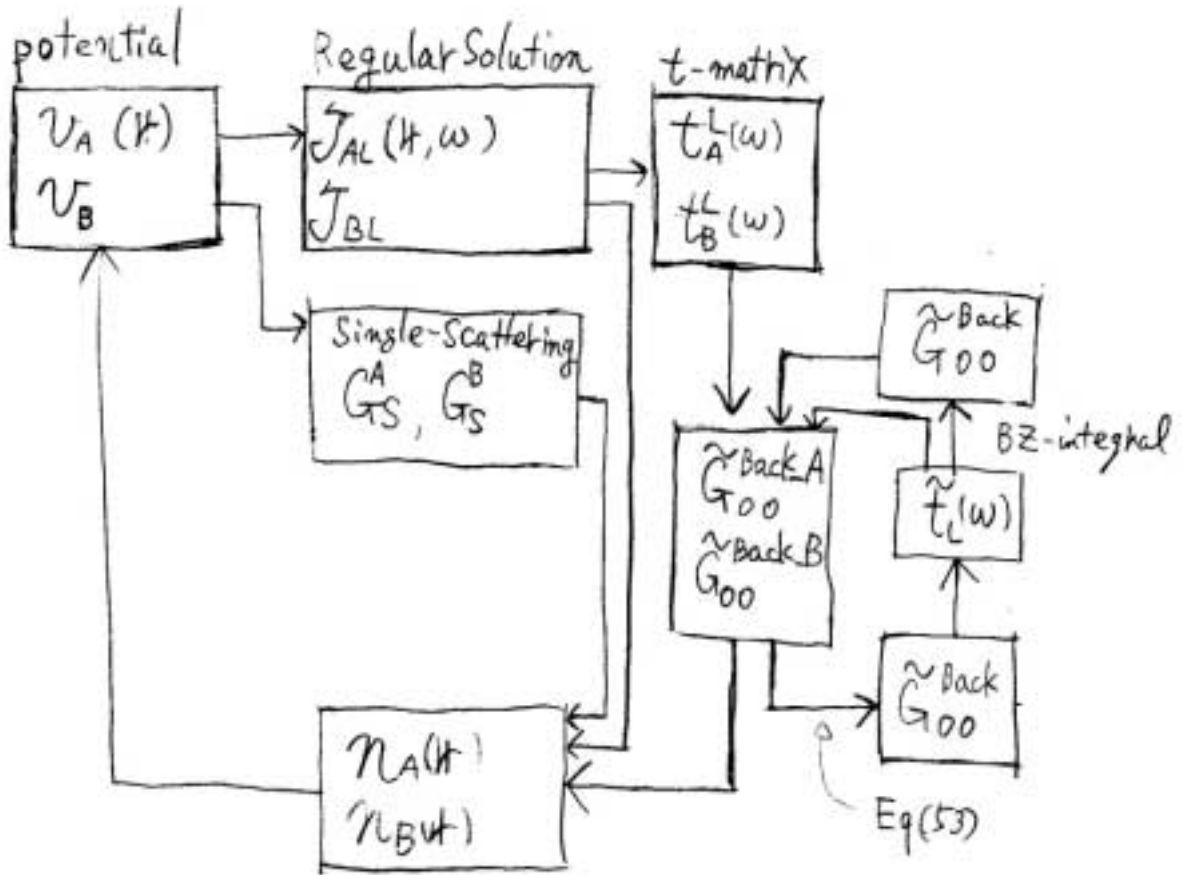 potential
V_A (r)
V_B
Regular Solution
J_AL (r, ω)
J_BL
t-matrix
t_A^L (ω)
t_B^L (ω)
Single-Scattering
G_S^A, G_S^B
G̃_00^Back
BZ-integral
t̃_L (ω)
G̃_00^Back_A
G̃_00^Back_B
G̃_00^Back
Eq(53)
n_A(r)
n_B(r)